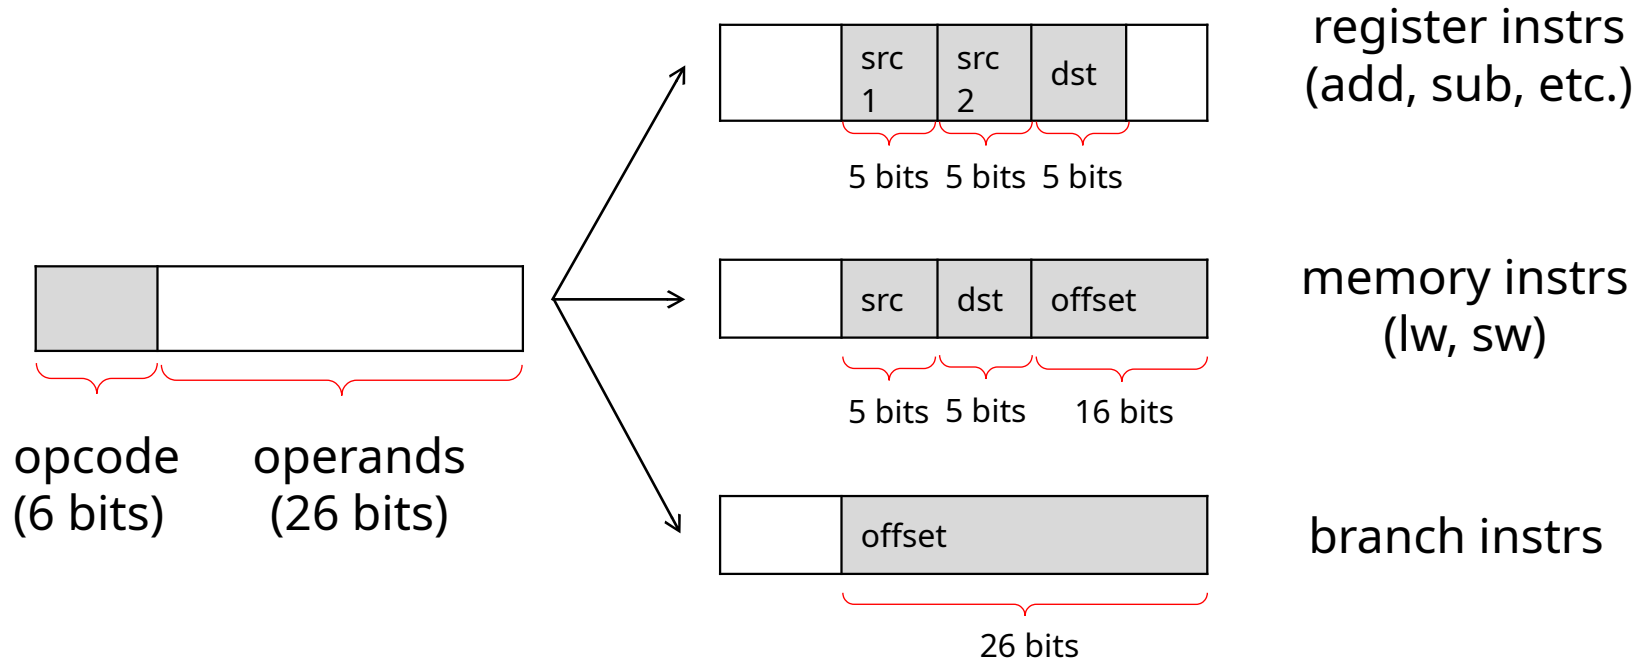 opcode
(6 bits)
operands
(26 bits)
src
1
src
2
dst
5 bits
5 bits
5 bits
register instrs
(add, sub, etc.)
src
dst
offset
5 bits
5 bits
16 bits
memory instrs
(lw, sw)
offset
26 bits
branch instrs